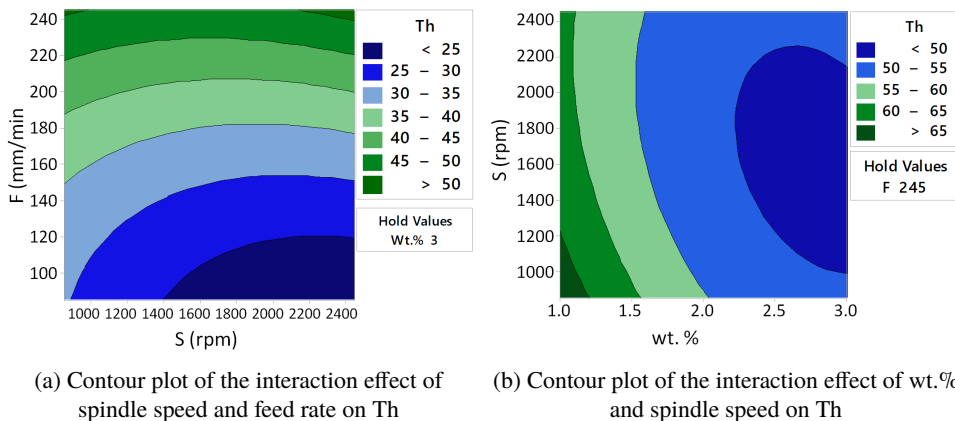 240
220
200
180
160
140
120
100
F (mm/min)
1000 1200 1400 1600 1800 2000 2200 2400
S (rpm)
Th
< 25
25 – 30
30 – 35
35 – 40
40 – 45
45 – 50
> 50
Hold Values
Wt.% 3
(a) Contour plot of the interaction effect of
spindle speed and feed rate on Th
2400
2200
2000
1800
1600
1400
1200
1000
S (rpm)
1.0 1.5 2.0 2.5 3.0
wt. %
Th
< 50
50 – 55
55 – 60
60 – 65
> 65
Hold Values
F 245
(b) Contour plot of the interaction effect of wt.%
and spindle speed on Th